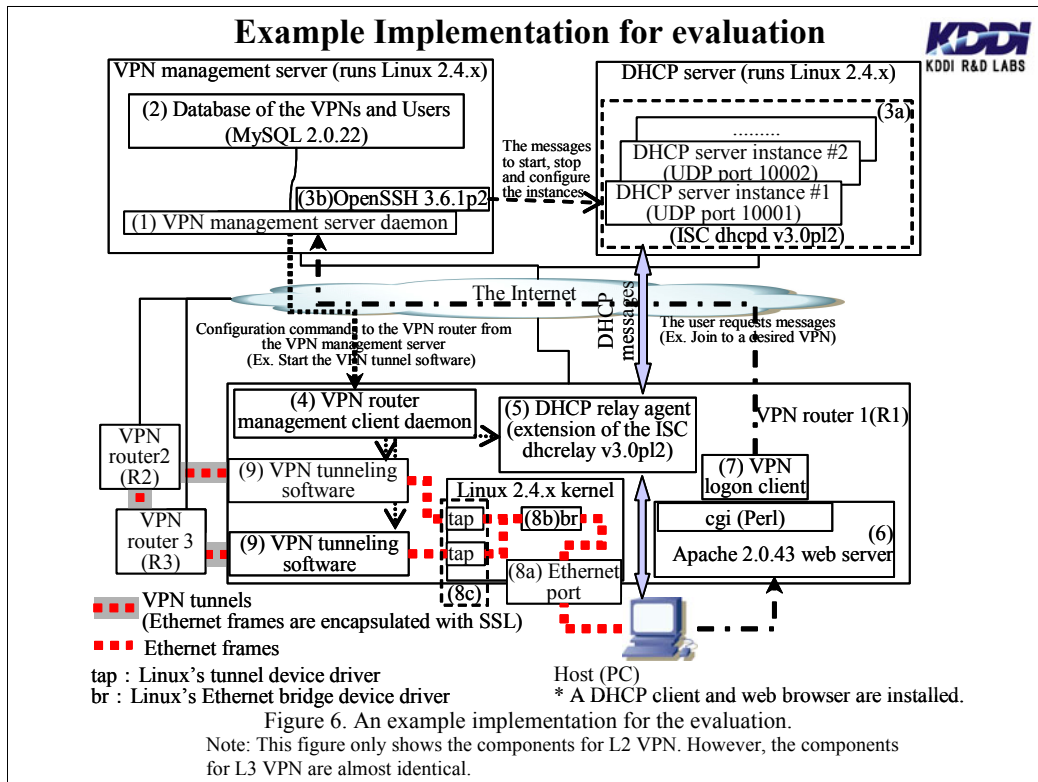 Example Implementation for evaluation
KDDI
KDDI R&D LABS
VPN management server (runs Linux 2.4.x)
(2) Database of the VPNs and Users
(MySQL 2.0.22)
(3b)OpenSSH 3.6.1p2
(1) VPN management server daemon
The messages
to start, stop
and configure
the instances
DHCP server (runs Linux 2.4.x)
(3a)
.........
DHCP server instance #2
(UDP port 10002)
DHCP server instance #1
(UDP port 10001)
(ISC dhcpd v3.0pl2)
The Internet
DHCP
messages
Configuration commands to the VPN router from
the VPN management server
(Ex. Start the VPN tunnel software)
The user requests messages
(Ex. Join to a desired VPN)
(4) VPN router
management client daemon
(5) DHCP relay agent
(extension of the ISC
dhcrelay v3.0pl2)
VPN router 1(R1)
VPN
router2
(R2)
VPN
router 3
(R3)
(9) VPN tunneling
software
(9) VPN tunneling
software
Linux 2.4.x kernel
tap
(8b)br
tap
(8a) Ethernet
port
(8c)
(7) VPN
logon client
cgi (Perl)
(6)
Apache 2.0.43 web server
VPN tunnels
(Ethernet frames are encapsulated with SSL)
Ethernet frames
tap : Linux's tunnel device driver
br : Linux's Ethernet bridge device driver
Host (PC)
* A DHCP client and web browser are installed.
Figure 6. An example implementation for the evaluation.
Note: This figure only shows the components for L2 VPN. However, the components
for L3 VPN are almost identical.